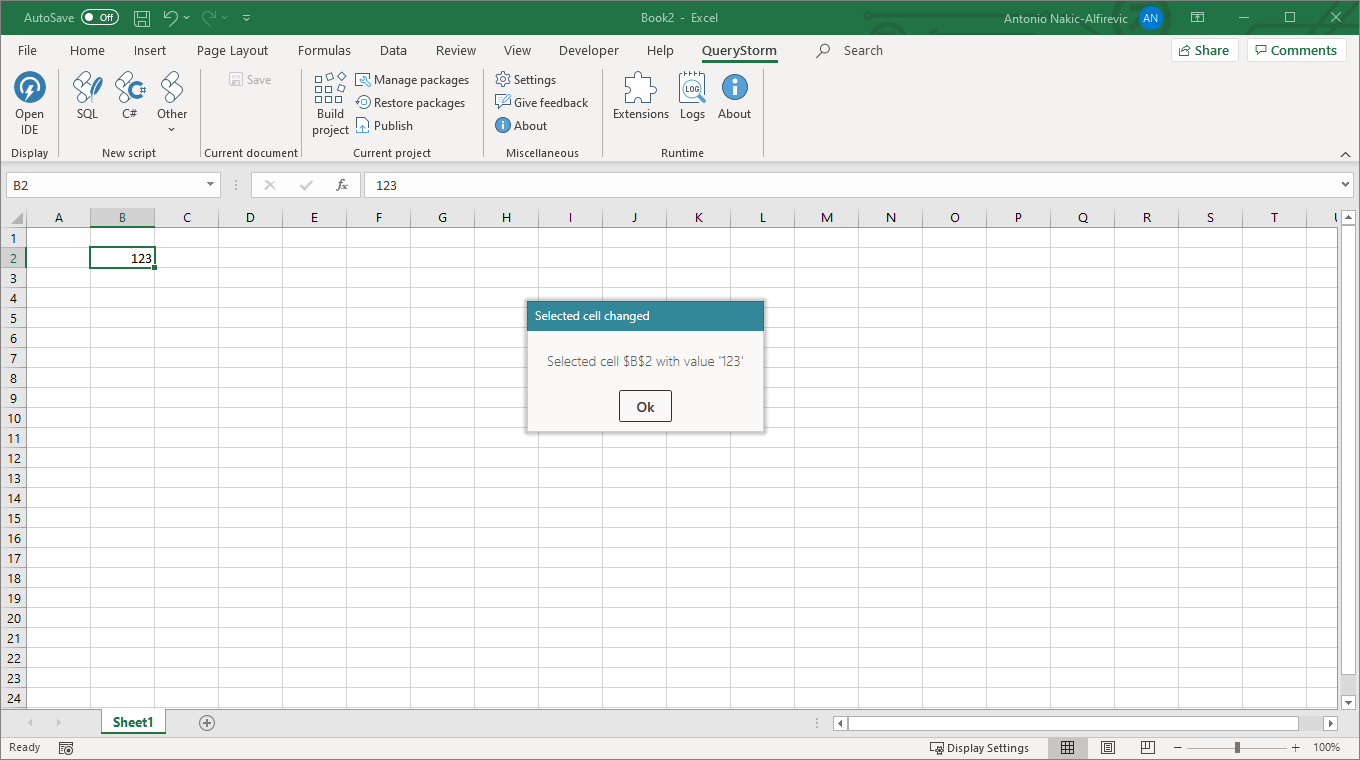 AutoSave Off Book2 - Excel Antonio Nakic-Alfirevic AN
File Home Insert Page Layout Formulas Data Review View Developer Help QueryStorm Search Share Comments
Open IDE
Display
SQL C# Other
New script
Save
Current document
Build project
Manage packages
Restore packages
Publish
Current project
Settings
Give feedback
About
Miscellaneous
Extensions
LOG
Logs
About
Runtime
B2 fx 123
A B C D E F G H I J K L M N O P Q R S T U
1
2 123
3
4
5
6
7
8
9
10
11
12
13
14
15
16
17
18
19
20
21
22
23
24
Selected cell changed
Selected cell $B$2 with value '123'
Ok
Sheet1
Ready Display Settings 100%